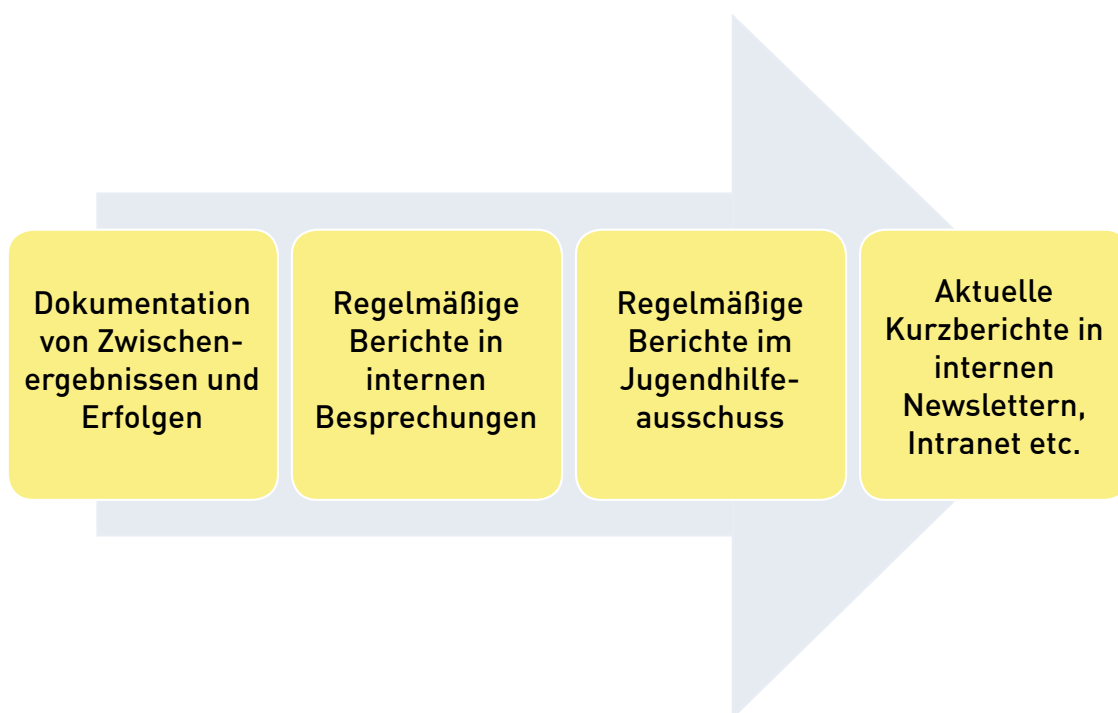 Dokumentation
von Zwischen-
ergebnissen und
Erfolgen
Regelmäßige
Berichte in
internen
Besprechungen
Regelmäßige
Berichte im
Jugendhilfe-
ausschuss
Aktuelle
Kurzberichte in
internen
Newslettern,
Intranet etc.